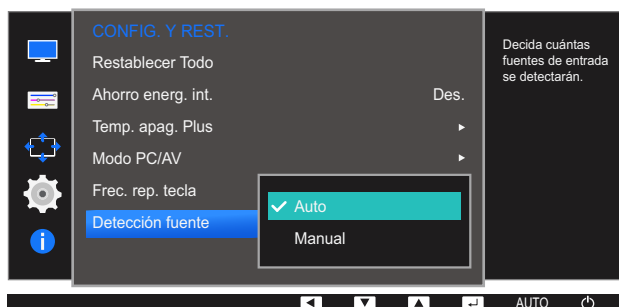 CONFIG. Y REST.
Restablecer Todo
Ahorro energ. int. Des.
Temp. apag. Plus
Modo PC/AV
Frec. rep. tecla
Detección fuente
Auto
Manual
Decida cuántas
fuentes de entrada
se detectarán.
AUTO